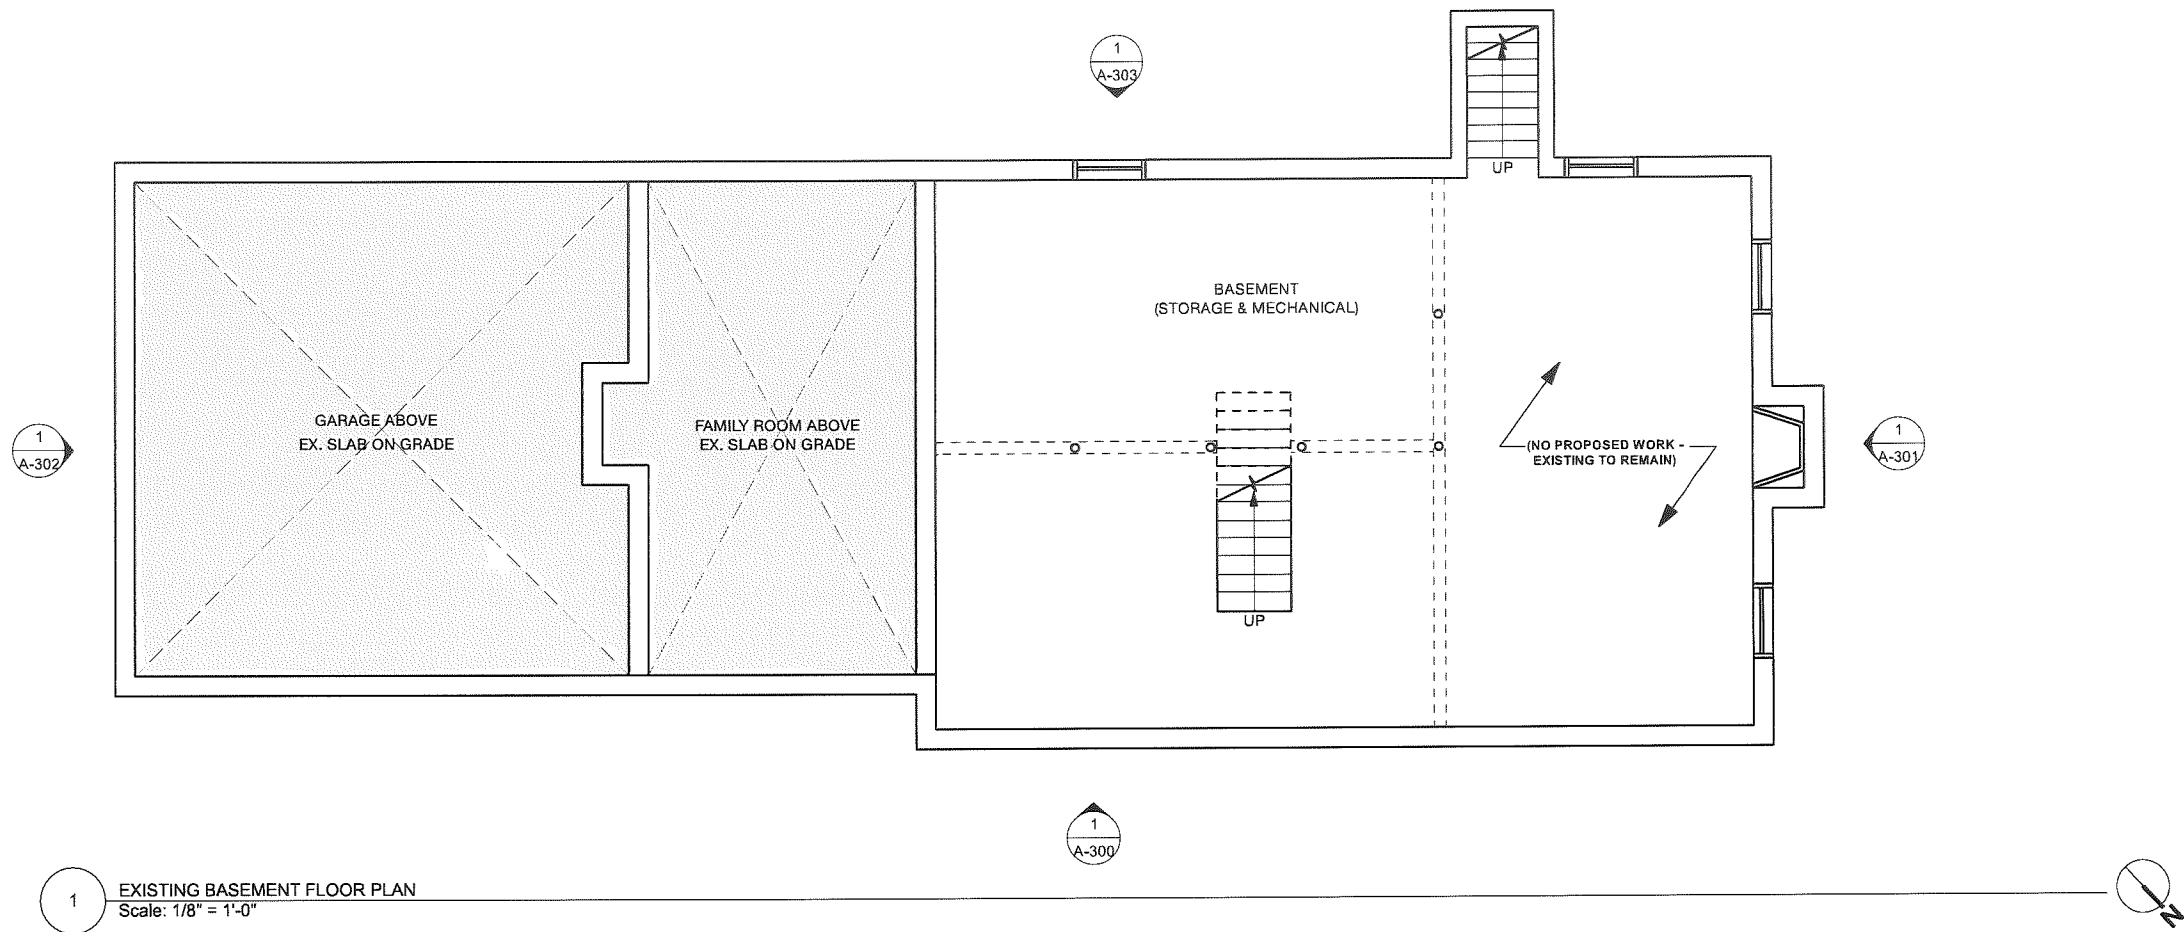 1
A-303
UP
BASEMENT
(STORAGE & MECHANICAL)
GARAGE ABOVE
EX. SLAB ON GRADE
FAMILY ROOM ABOVE
EX. SLAB ON GRADE
(NO PROPOSED WORK -
EXISTING TO REMAIN)
1
A-302
1
A-301
UP
1
A-300
1
EXISTING BASEMENT FLOOR PLAN
Scale: 1/8" = 1'-0"
N